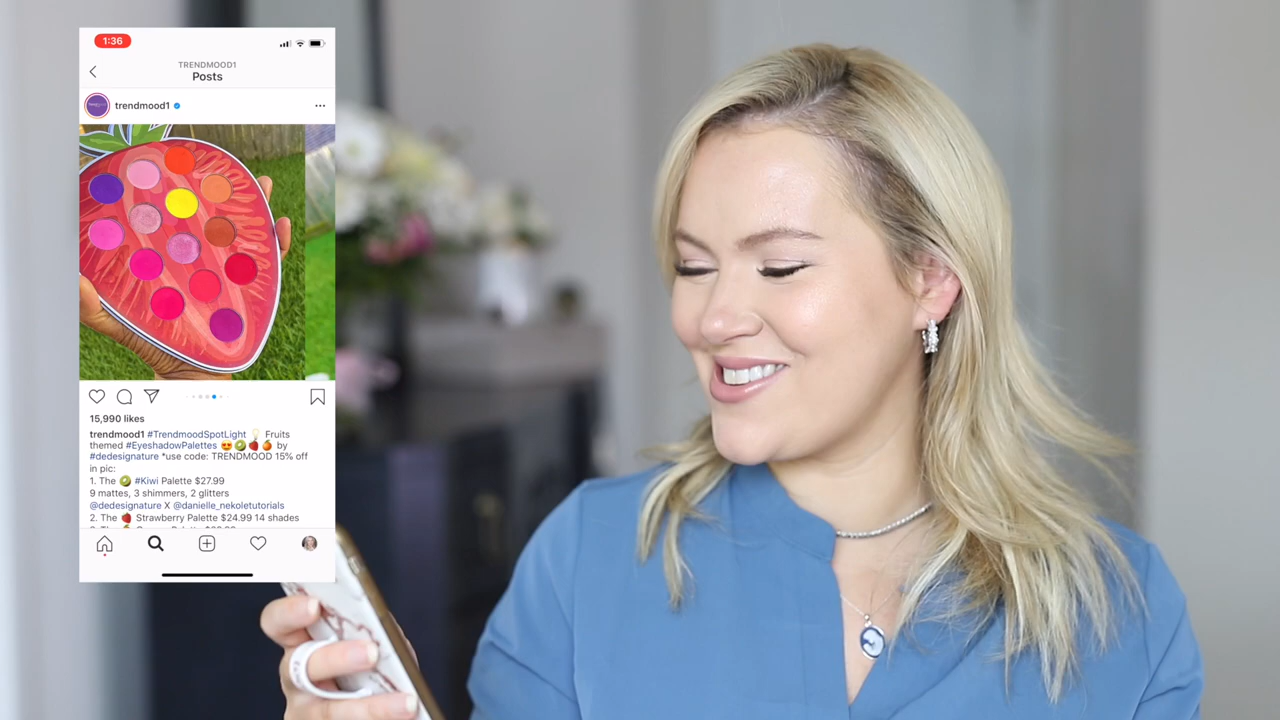 1:36
TRENDMOOD1
Posts
trendmood1
15,990 likes
trendmood1 #TrendmoodSpotLight 💡 Fruits
themed #EyeshadowPalettes 😍🥝🍓🍊 by
#dedesignature *use code: TRENDMOOD 15% off
in pic:
1. The 🥝 #Kiwi Palette $27.99
9 mattes, 3 shimmers, 2 glitters
@dedesignature X @danielle_nekoletutorials
2. The 🍓 Strawberry Palette $24.99 14 shades